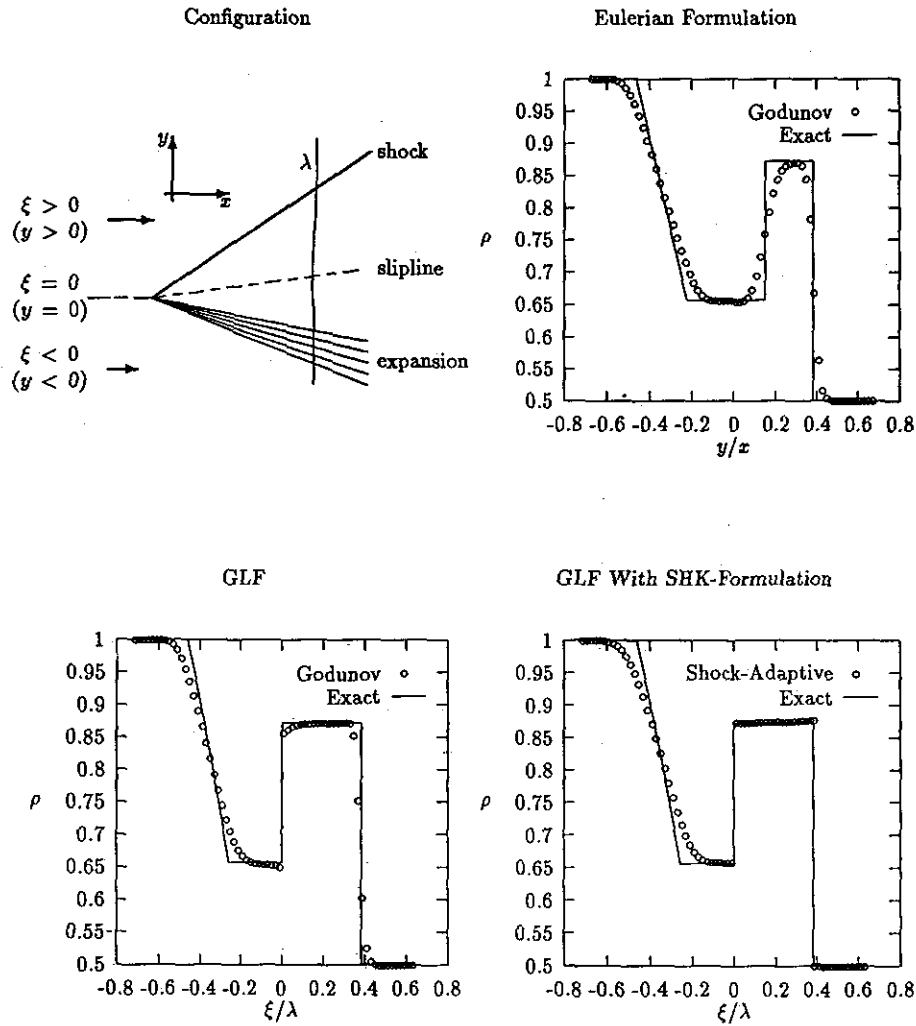 Configuration
y
x
λ
shock
ξ > 0
(y > 0)
ξ = 0
(y = 0)
slipline
ξ < 0
(y < 0)
expansion
Eulerian Formulation
1
0.95
0.9
0.85
0.8
0.75
ρ
0.7
0.65
0.6
0.55
0.5
Godunov
Exact
-0.8 -0.6 -0.4 -0.2 0 0.2 0.4 0.6 0.8
y/x
GLF
1
0.95
0.9
0.85
0.8
0.75
ρ
0.7
0.65
0.6
0.55
0.5
Godunov
Exact
-0.8 -0.6 -0.4 -0.2 0 0.2 0.4 0.6 0.8
ξ/λ
GLF With SHK-Formulation
1
0.95
0.9
0.85
0.8
0.75
ρ
0.7
0.65
0.6
0.55
0.5
Shock-Adaptive
Exact
-0.8 -0.6 -0.4 -0.2 0 0.2 0.4 0.6 0.8
ξ/λ